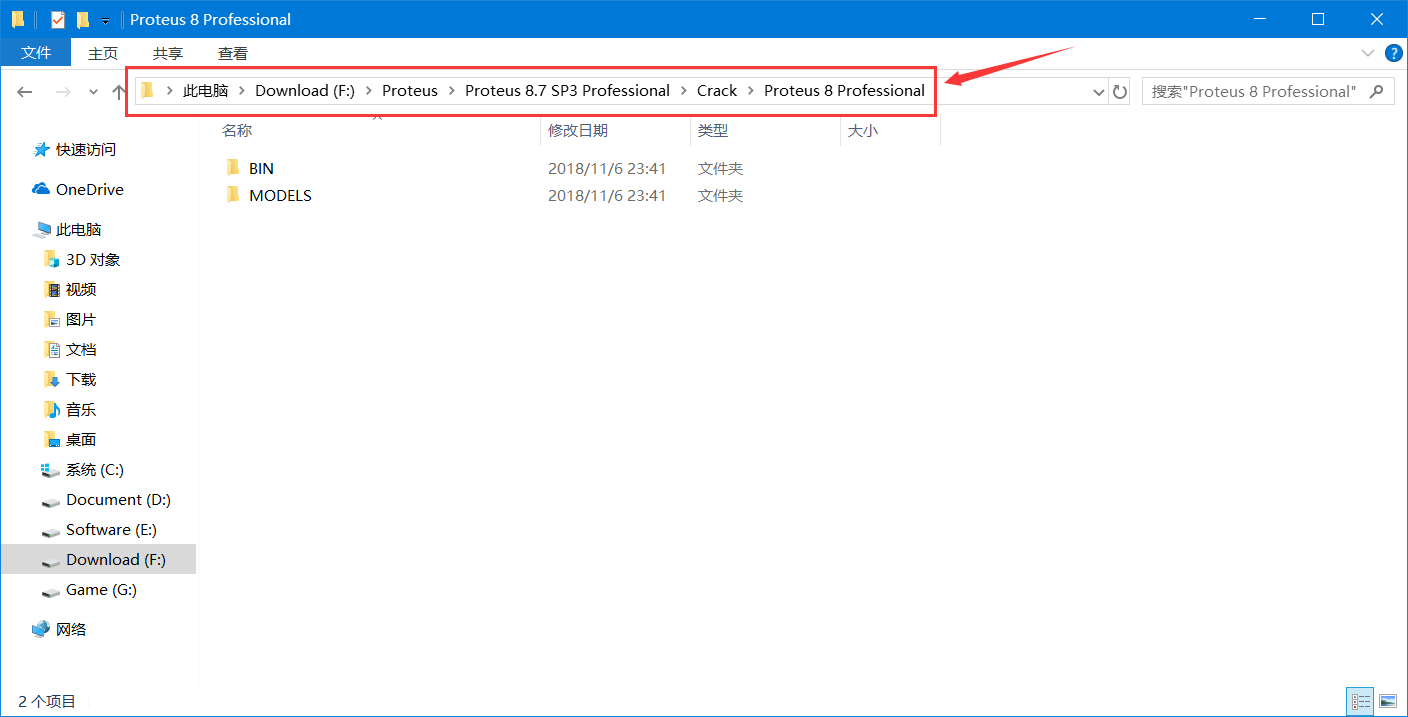 Proteus 8 Professional
文件 主页 共享 查看
此电脑 Download (F:) Proteus Proteus 8.7 SP3 Professional Crack Proteus 8 Professional 搜索"Proteus 8 Professional"
名称 修改日期 类型 大小
BIN 2018/11/6 23:41 文件夹
MODELS 2018/11/6 23:41 文件夹
快速访问
OneDrive
此电脑
3D 对象
视频
图片
文档
下载
音乐
桌面
系统 (C:)
Document (D:)
Software (E:)
Download (F:)
Game (G:)
网络
2 个项目